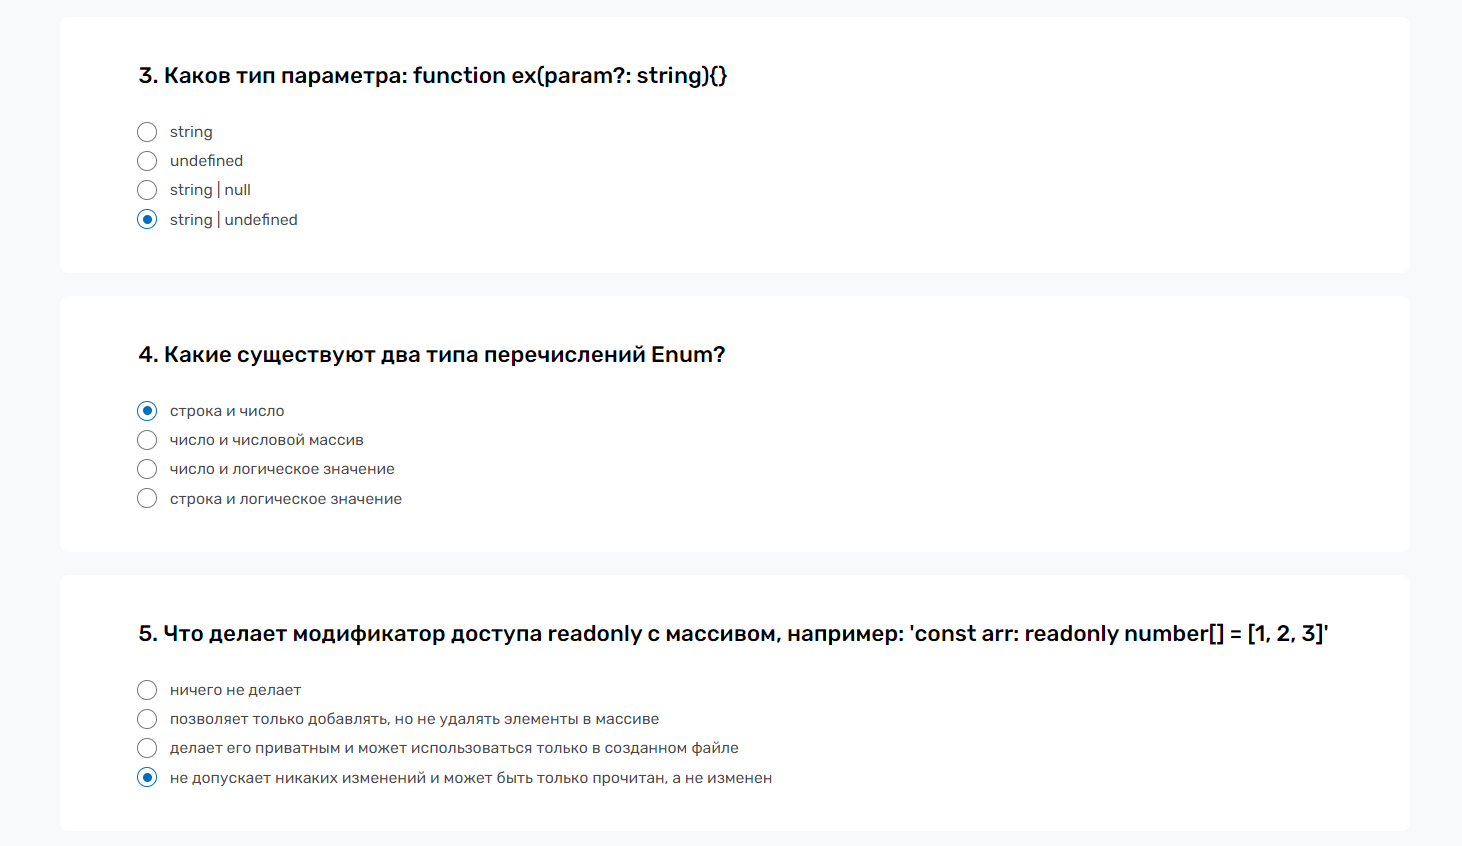 3. Каков тип параметра: function ex(param?: string){}
string
undefined
string | null
string | undefined
4. Какие существуют два типа перечислений Enum?
строка и число
число и числовой массив
число и логическое значение
строка и логическое значение
5. Что делает модификатор доступа readonly с массивом, например: 'const arr: readonly number[] = [1, 2, 3]'
ничего не делает
позволяет только добавлять, но не удалять элементы в массиве
делает его приватным и может использоваться только в созданном файле
не допускает никаких изменений и может быть только прочитан, а не изменен